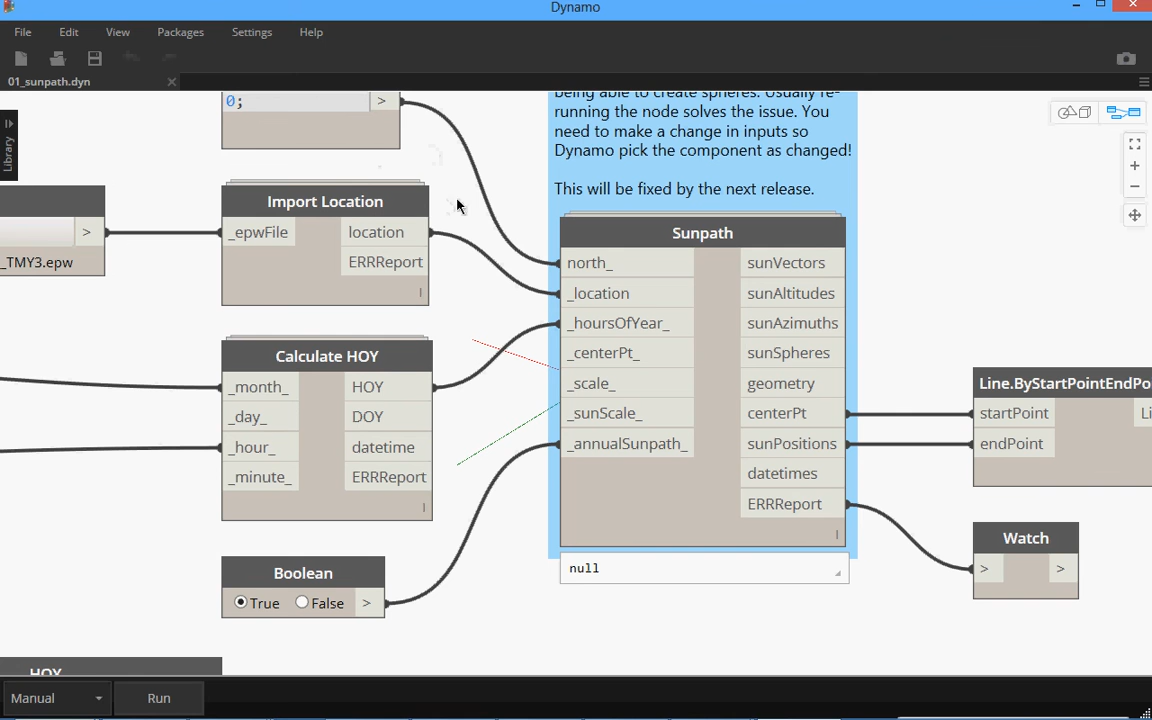 Dynamo
File Edit View Packages Settings Help
01_sunpath.dyn
Library
0;
>
being able to create spheres. Usually re-
running the node solves the issue. You
need to make a change in inputs so
Dynamo pick the component as changed!
This will be fixed by the next release.
>
_TMY3.epw
Import Location
_epwFile location
ERRReport
l
Calculate HOY
_month_ HOY
_day_ DOY
_hour_ datetime
_minute_ ERRReport
l
Boolean
True False >
HOY
Sunpath
north_ sunVectors
_location sunAltitudes
_hoursOfYear_ sunAzimuths
_centerPt_ sunSpheres
_scale_ geometry
_sunScale_ centerPt
_annualSunpath_ sunPositions
datetimes
ERRReport
l
null
Line.ByStartPointEndPo
startPoint Li
endPoint
Watch
> >
Manual Run